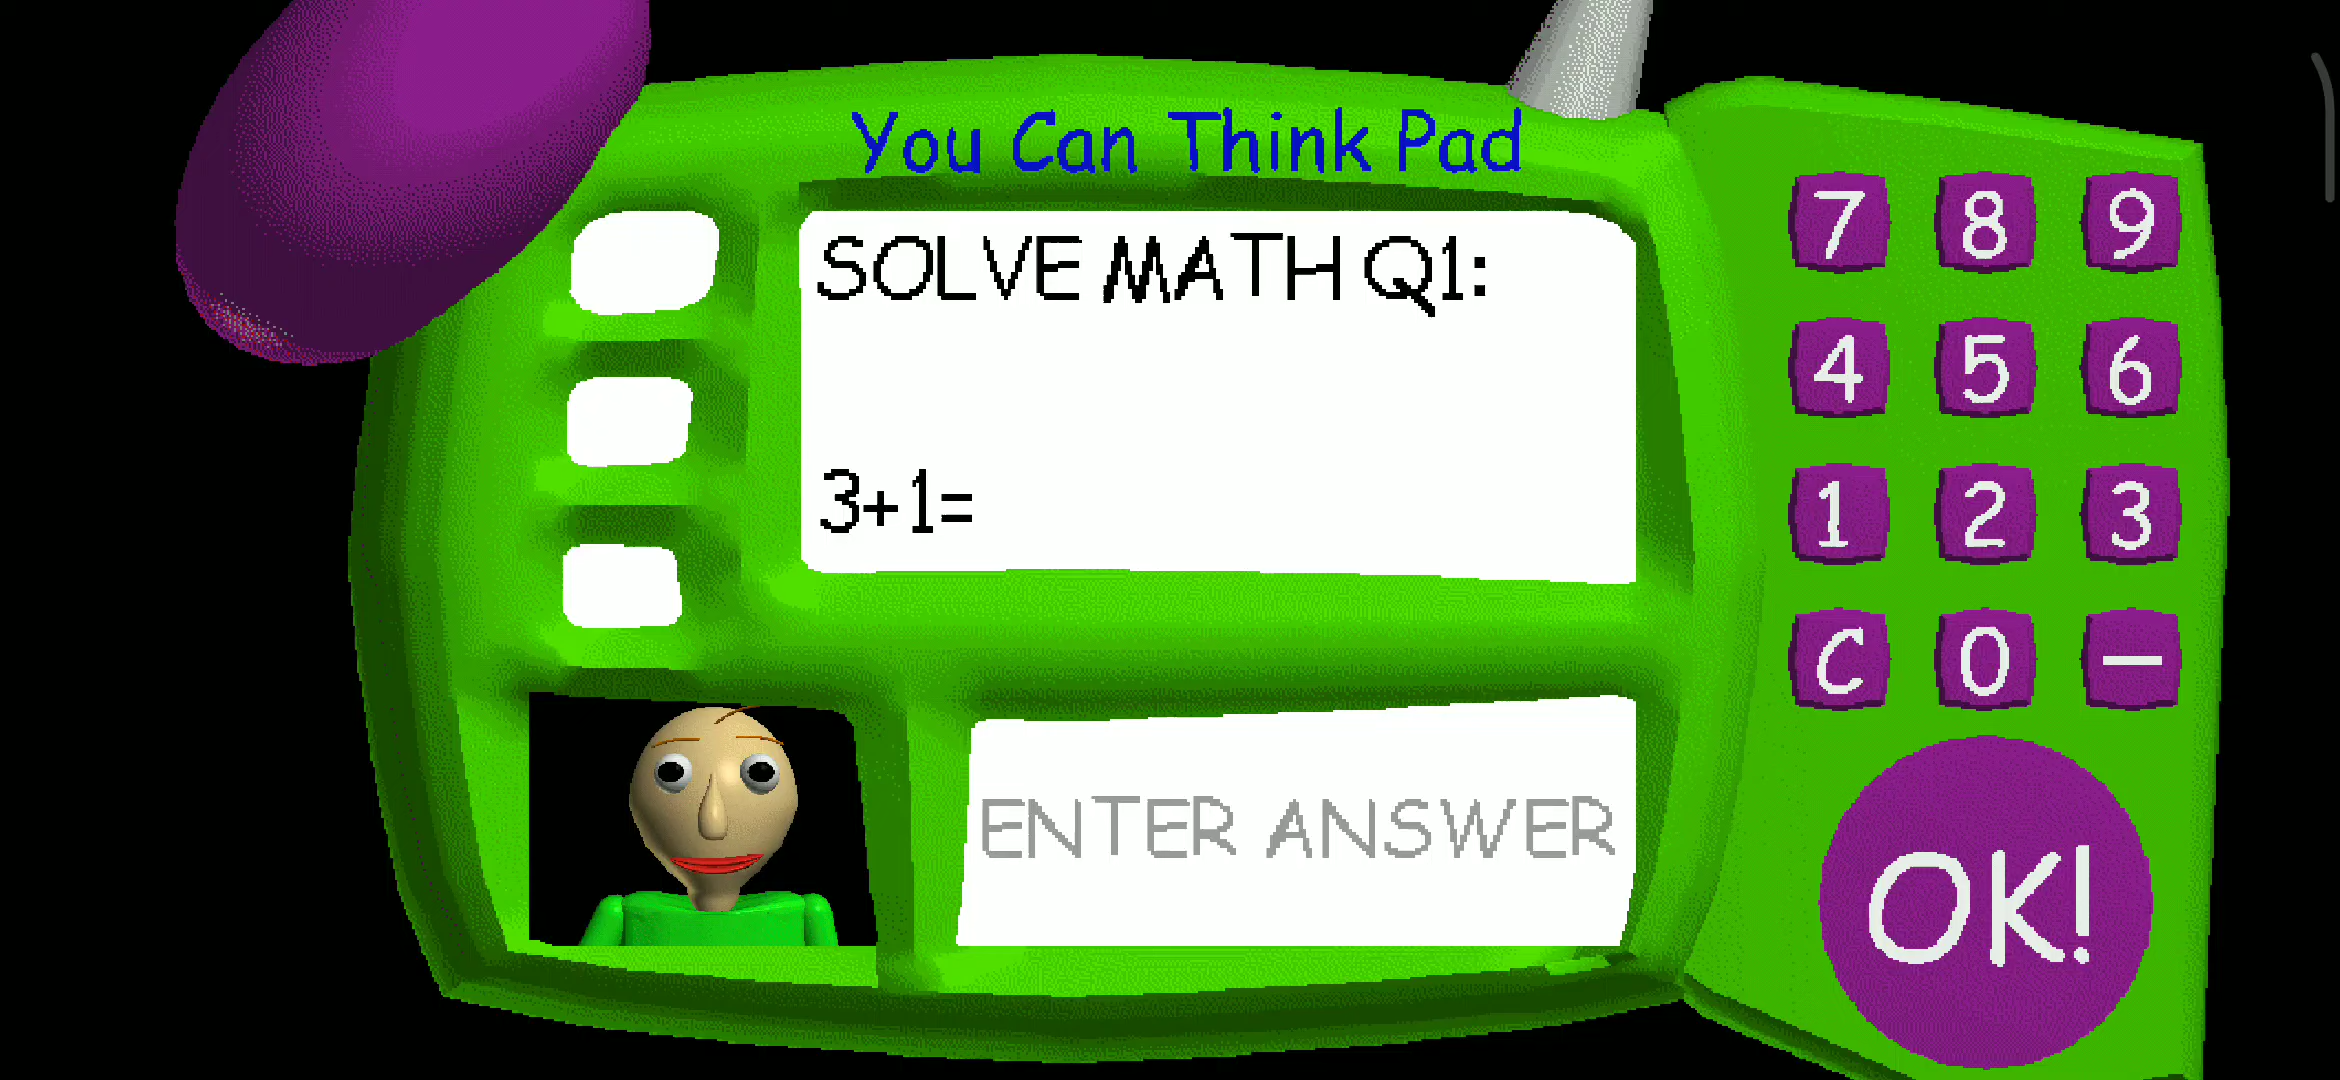 You Can Think Pad
SOLVE MATH Q1:
3+1=
ENTER ANSWER
7 8 9
4 5 6
1 2 3
C 0 —
OK!